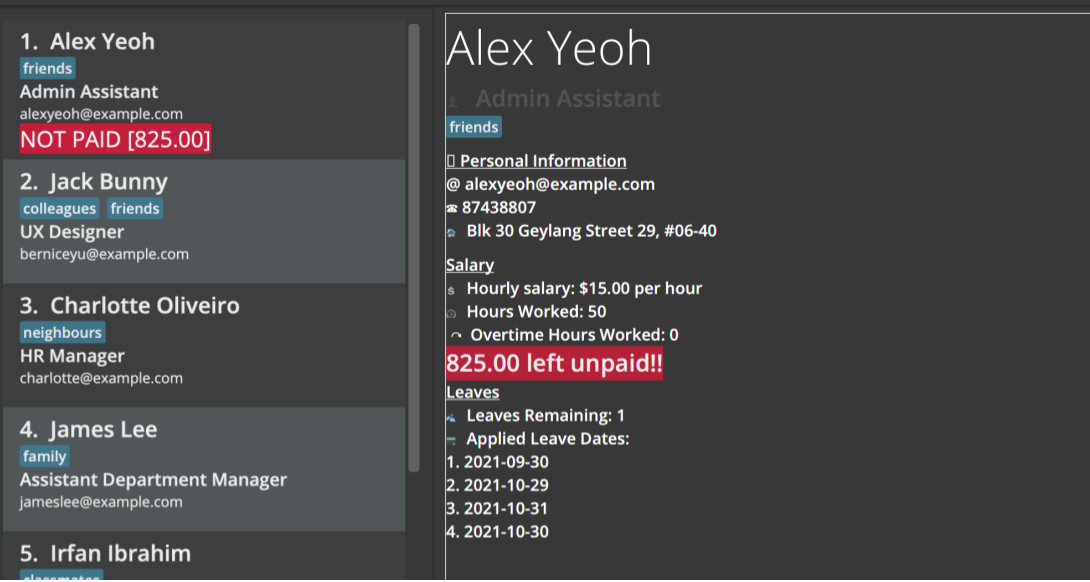 1. Alex Yeoh
friends
Admin Assistant
alexyeoh@example.com
NOT PAID [825.00]
2. Jack Bunny
colleagues friends
UX Designer
berniceyu@example.com
3. Charlotte Oliveiro
neighbours
HR Manager
charlotte@example.com
4. James Lee
family
Assistant Department Manager
jameslee@example.com
5. Irfan Ibrahim
classmates
Alex Yeoh
Admin Assistant
friends
Personal Information
@ alexyeoh@example.com
☎ 87438807
Blk 30 Geylang Street 29, #06-40
Salary
Hourly salary: $15.00 per hour
Hours Worked: 50
Overtime Hours Worked: 0
825.00 left unpaid!!
Leaves
Leaves Remaining: 1
Applied Leave Dates:
1. 2021-09-30
2. 2021-10-29
3. 2021-10-31
4. 2021-10-30